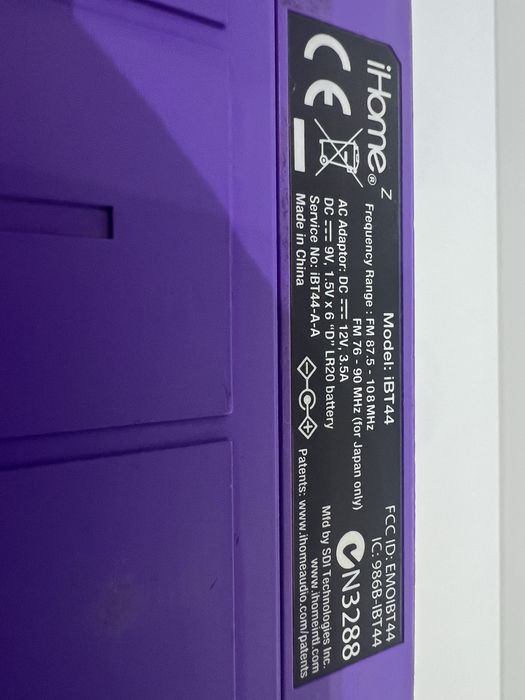 iHome®
Z
Model: iBT44
Frequency Range : FM 87.5 - 108 MHz
FM 76 - 90 MHz (for Japan only)
AC Adaptor: DC ⎓ 12V, 3.5A
DC ⎓ 9V, 1.5V x 6 "D" LR20 battery
Service No: iBT44-A-A
Made in China
FCC ID: EMOIBT44
IC: 986B-IBT44
N3288
Mfd by SDI Technologies Inc.
www.ihomeintl.com
Patents: www.ihomeaudio.com/patents
CE